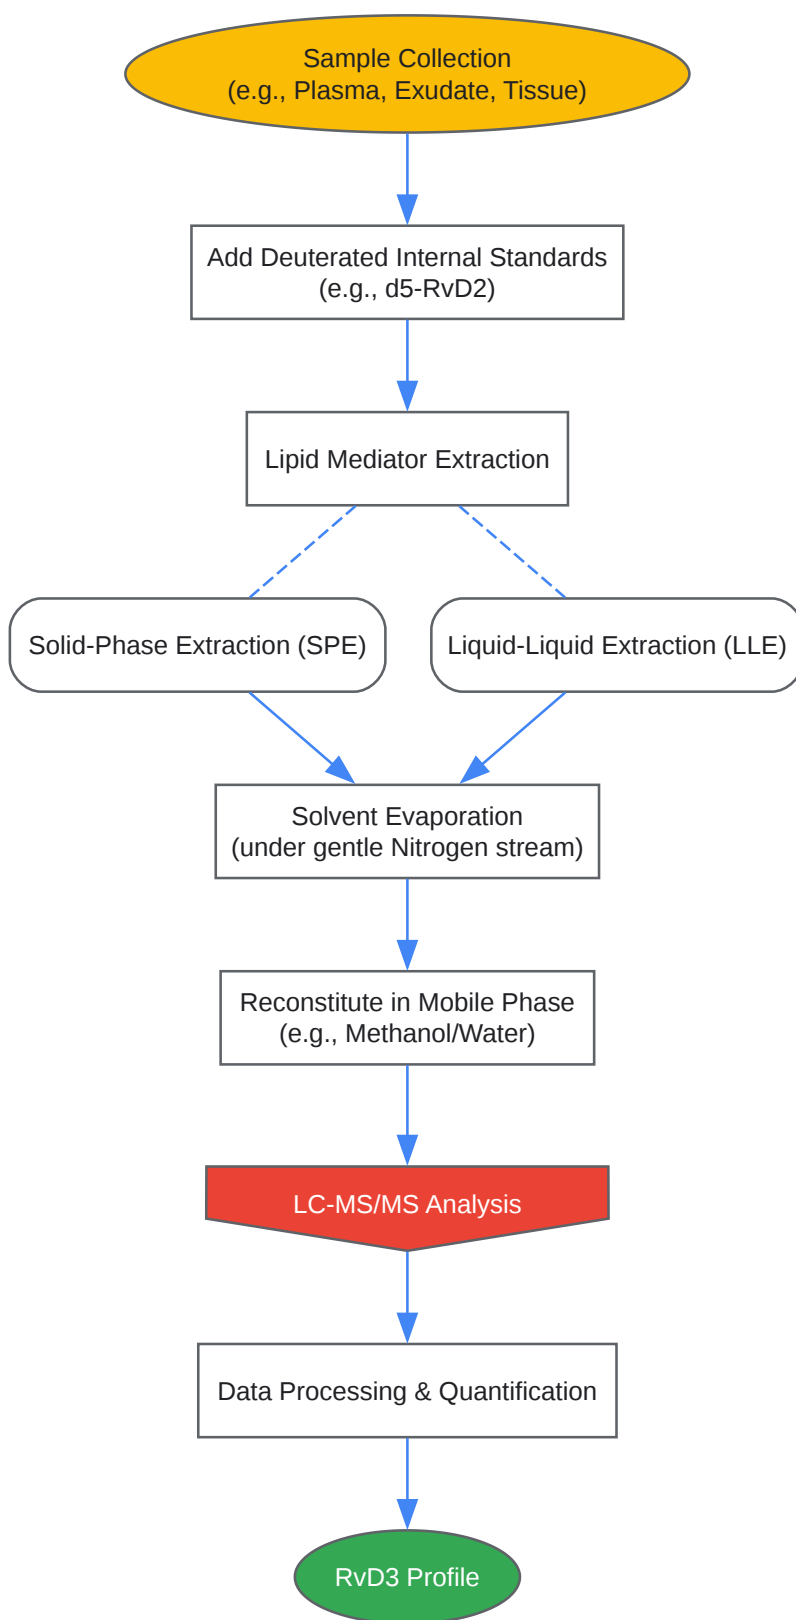 Sample Collection
(e.g., Plasma, Exudate, Tissue)
Add Deuterated Internal Standards
(e.g., d5-RvD2)
Lipid Mediator Extraction
Solid-Phase Extraction (SPE)
Liquid-Liquid Extraction (LLE)
Solvent Evaporation
(under gentle Nitrogen stream)
Reconstitute in Mobile Phase
(e.g., Methanol/Water)
LC-MS/MS Analysis
Data Processing & Quantification
RvD3 Profile